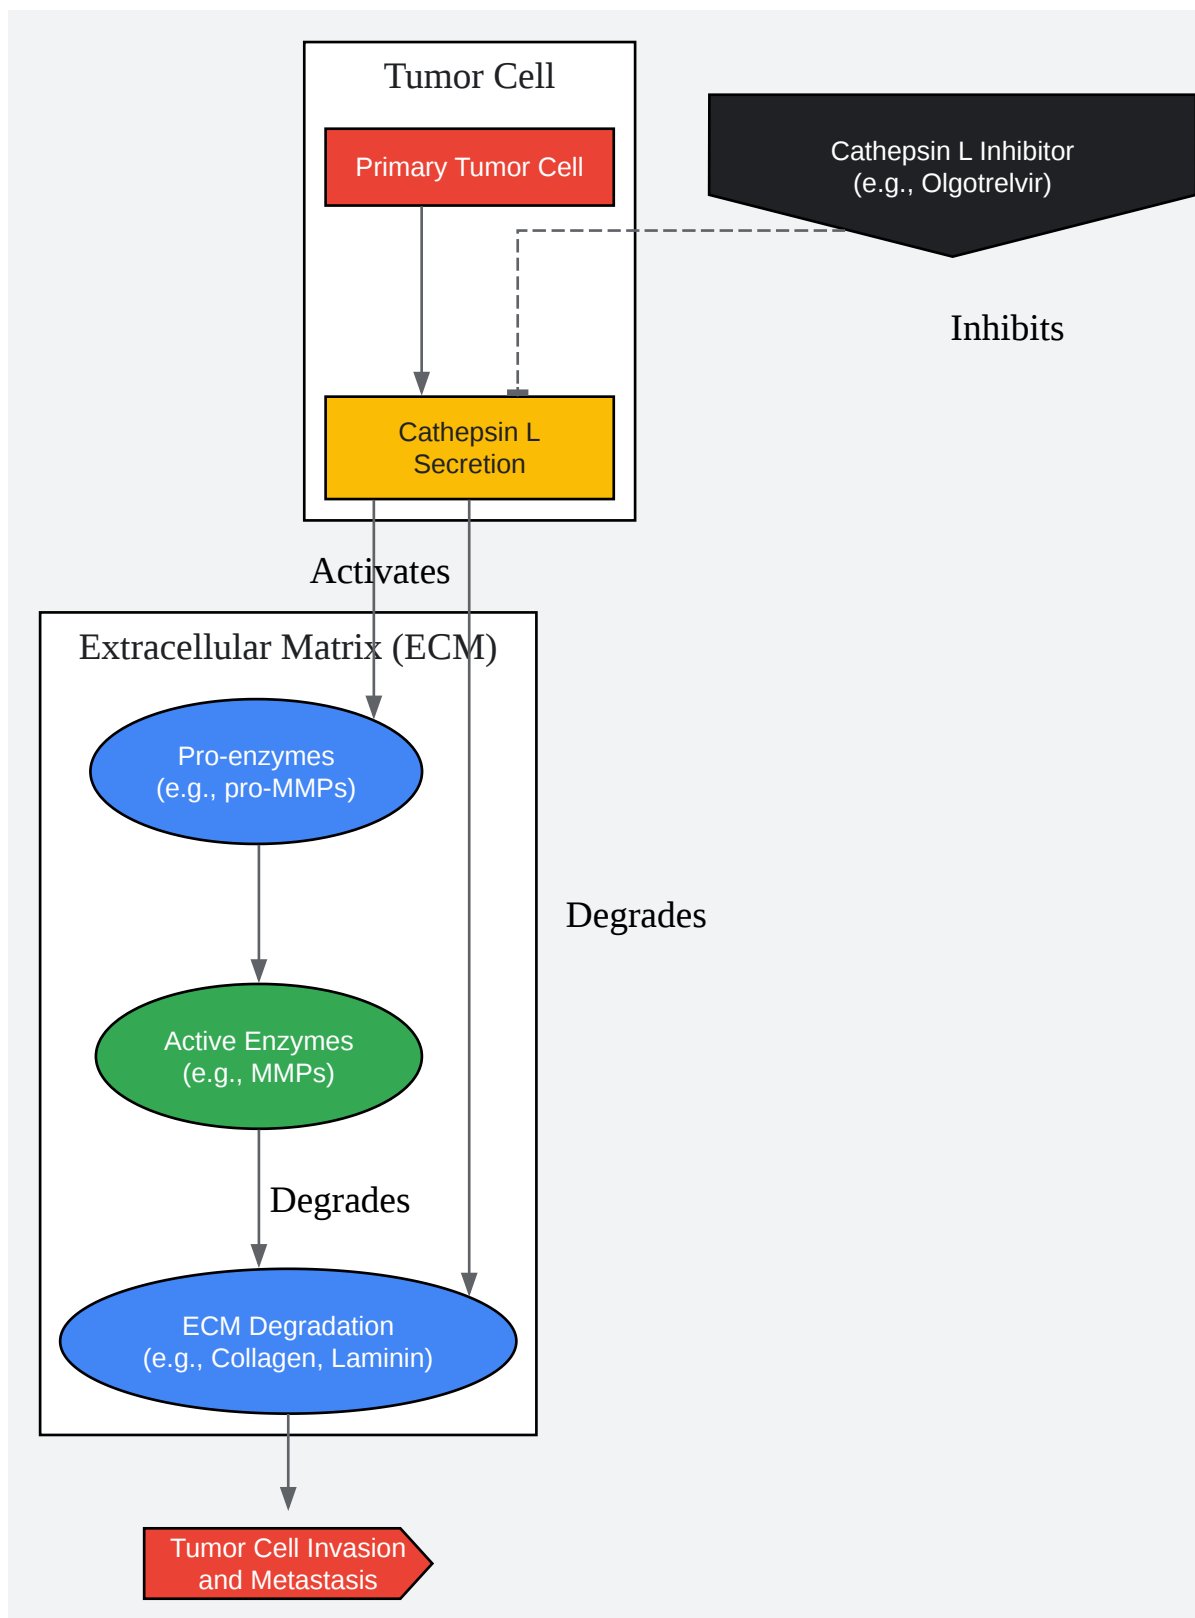 Tumor Cell
Primary Tumor Cell
Cathepsin L Inhibitor
(e.g., Olgotrelvir)
Inhibits
Cathepsin L
Secretion
Activates
Extracellular Matrix (ECM)
Pro-enzymes
(e.g., pro-MMPs)
Degrades
Active Enzymes
(e.g., MMPs)
Degrades
ECM Degradation
(e.g., Collagen, Laminin)
Tumor Cell Invasion
and Metastasis